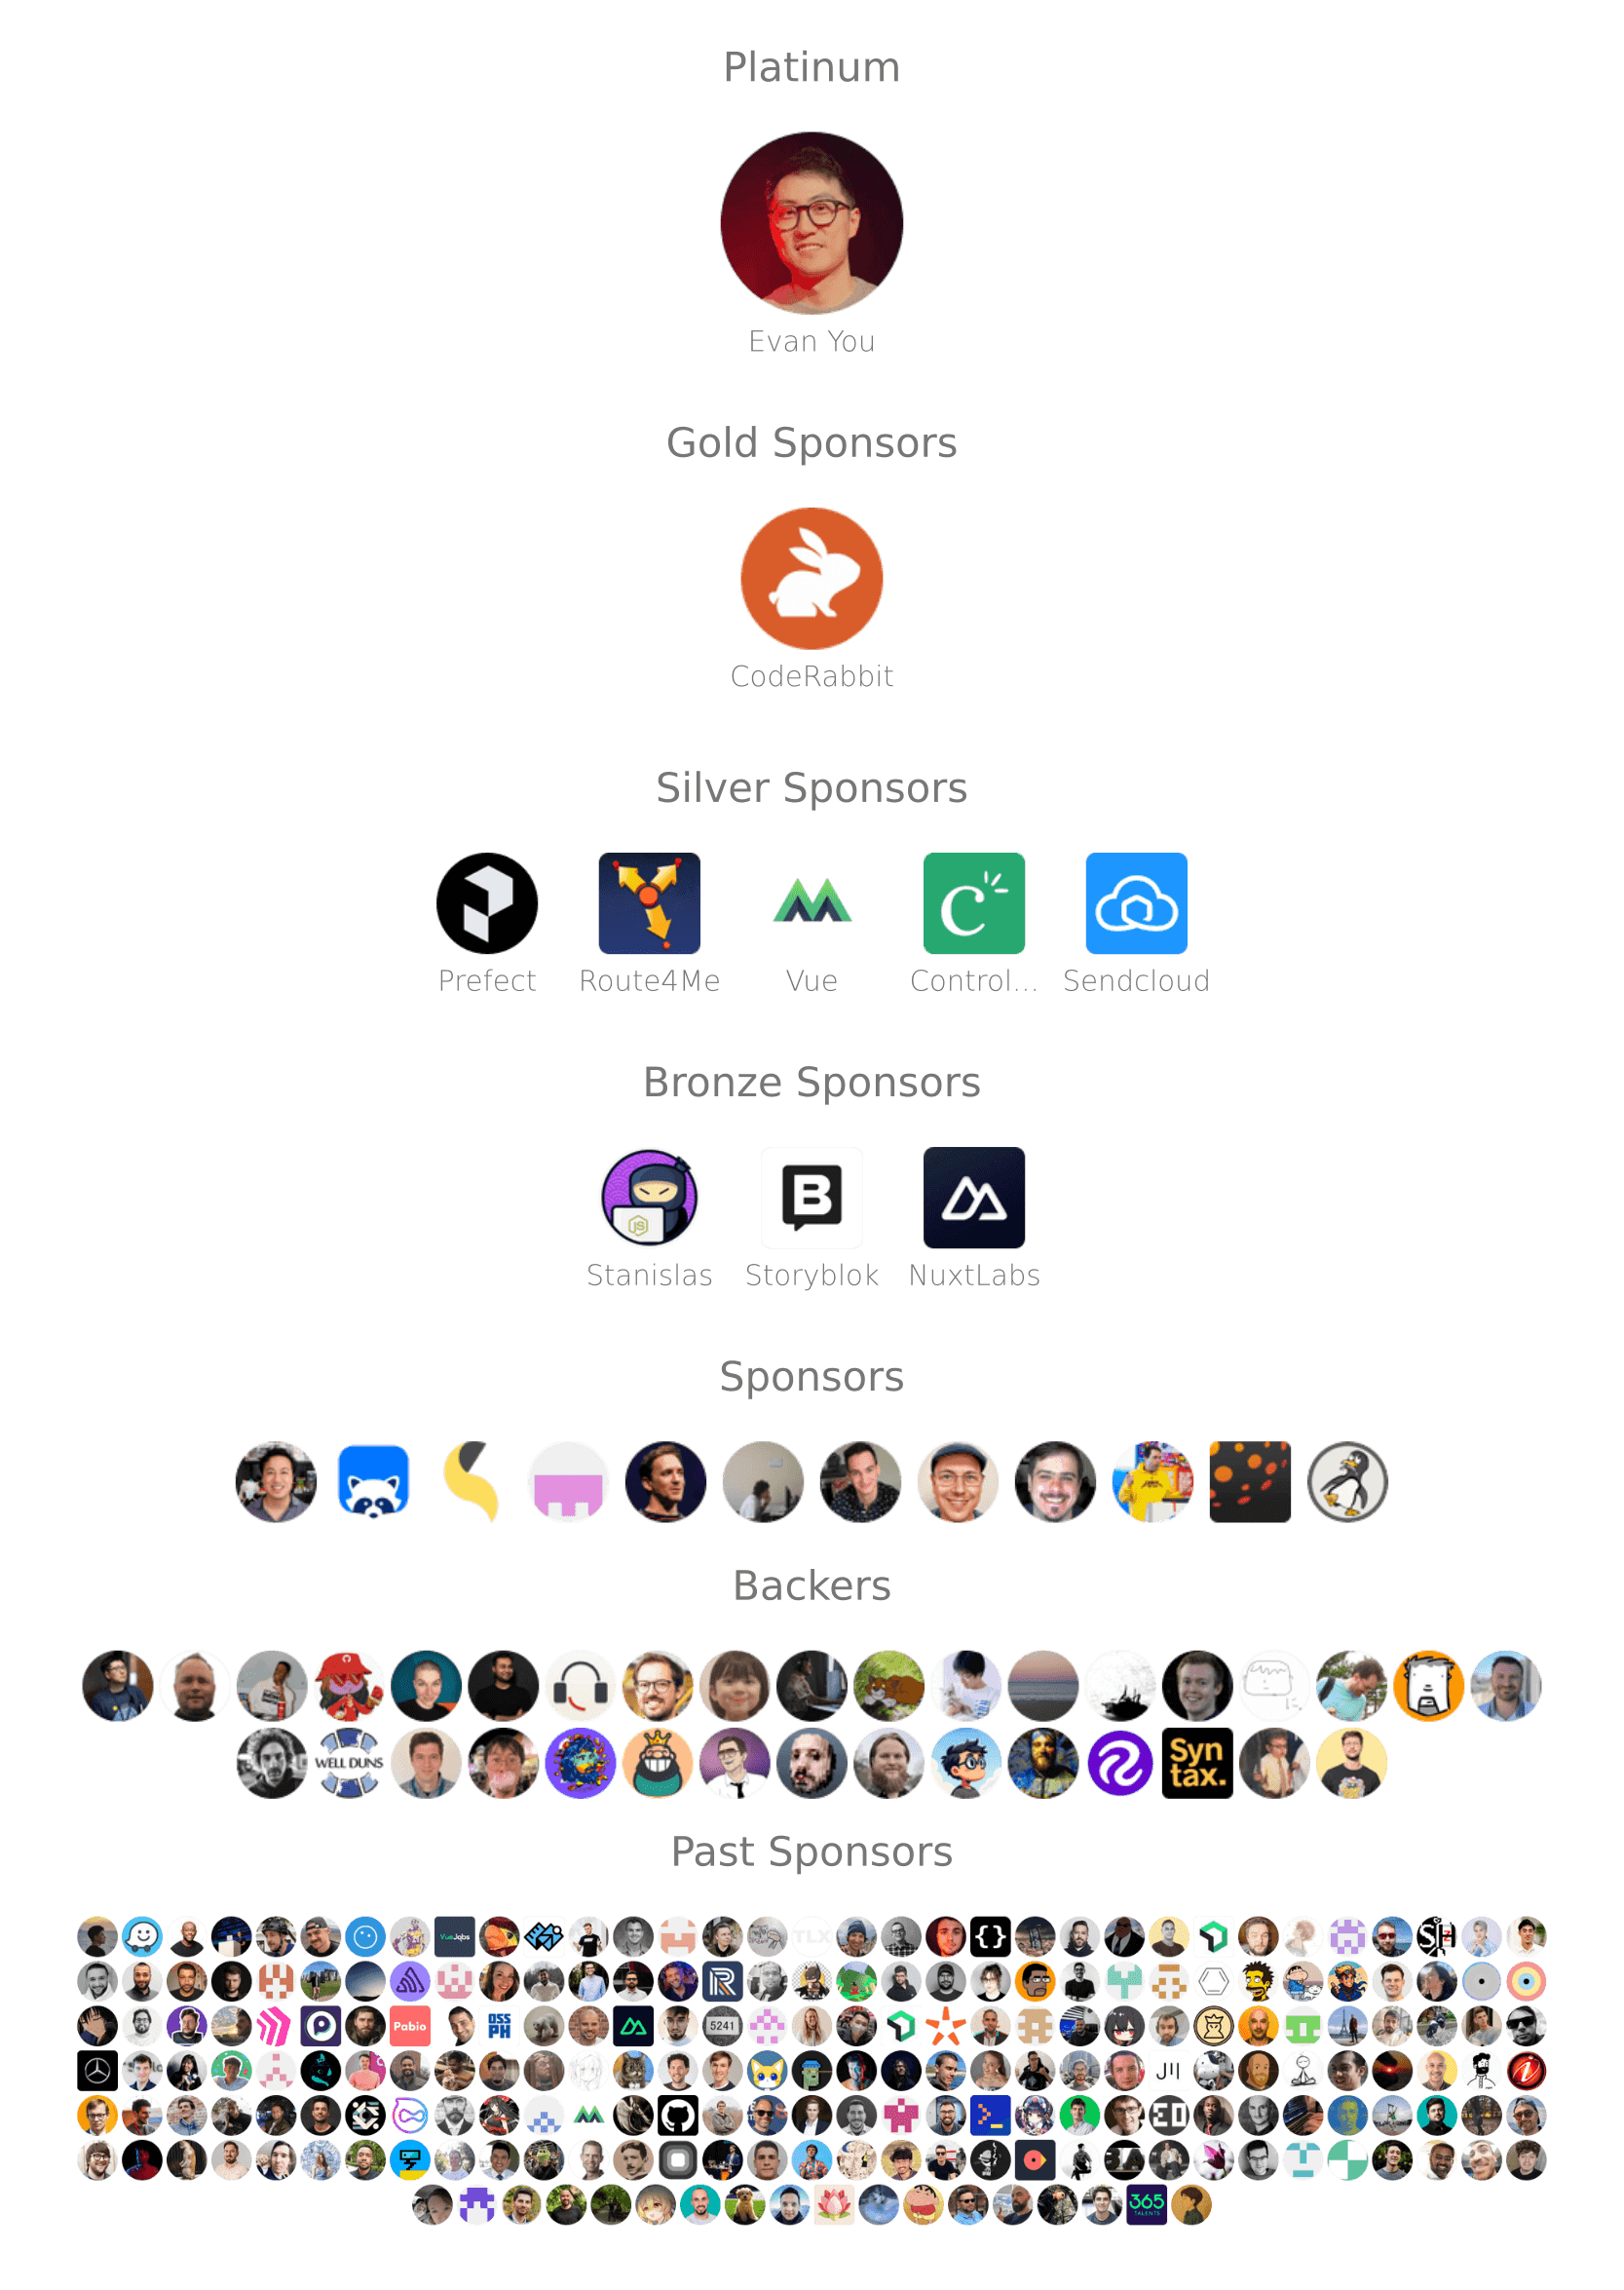 Platinum
Evan You
Gold Sponsors
CodeRabbit
Silver Sponsors
Prefect Route4Me Vue Control... Sendcloud
Bronze Sponsors
Stanislas Storyblok NuxtLabs
Sponsors
Backers
WELL DUNS
Syn
tax.
Past Sponsors
VueJobs
TLX
Pabio
OSS
PH
5241
365
TALENTS